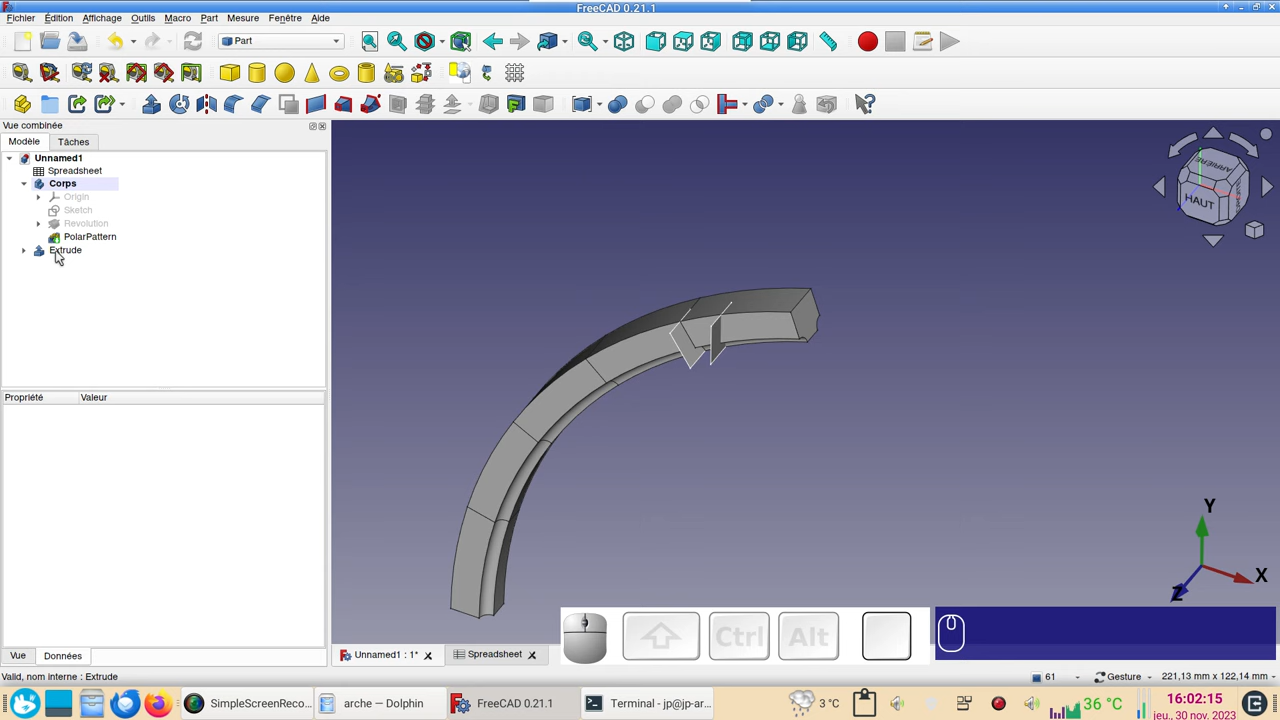 FreeCAD 0.21.1
Fichier Édition Affichage Outils Macro Part Mesure Fenêtre Aide
Part
Vue combinée
Modèle Tâches
Unnamed1
Spreadsheet
Corps
Origin
Sketch
Revolution
PolarPattern
Extrude
Propriété Valeur
ARRIÈRE
HAUT
Y
X
Z
Ctrl Alt
Vue Données
Unnamed1 : 1* Spreadsheet
Valid, nom interne : Extrude
61 Gesture 221,13 mm x 122,14 mm
SimpleScreenReco... arche — Dolphin FreeCAD 0.21.1 Terminal - jp@jp-ar... 3°C 36 °C 16:02:15
jeu., 30 nov. 2023